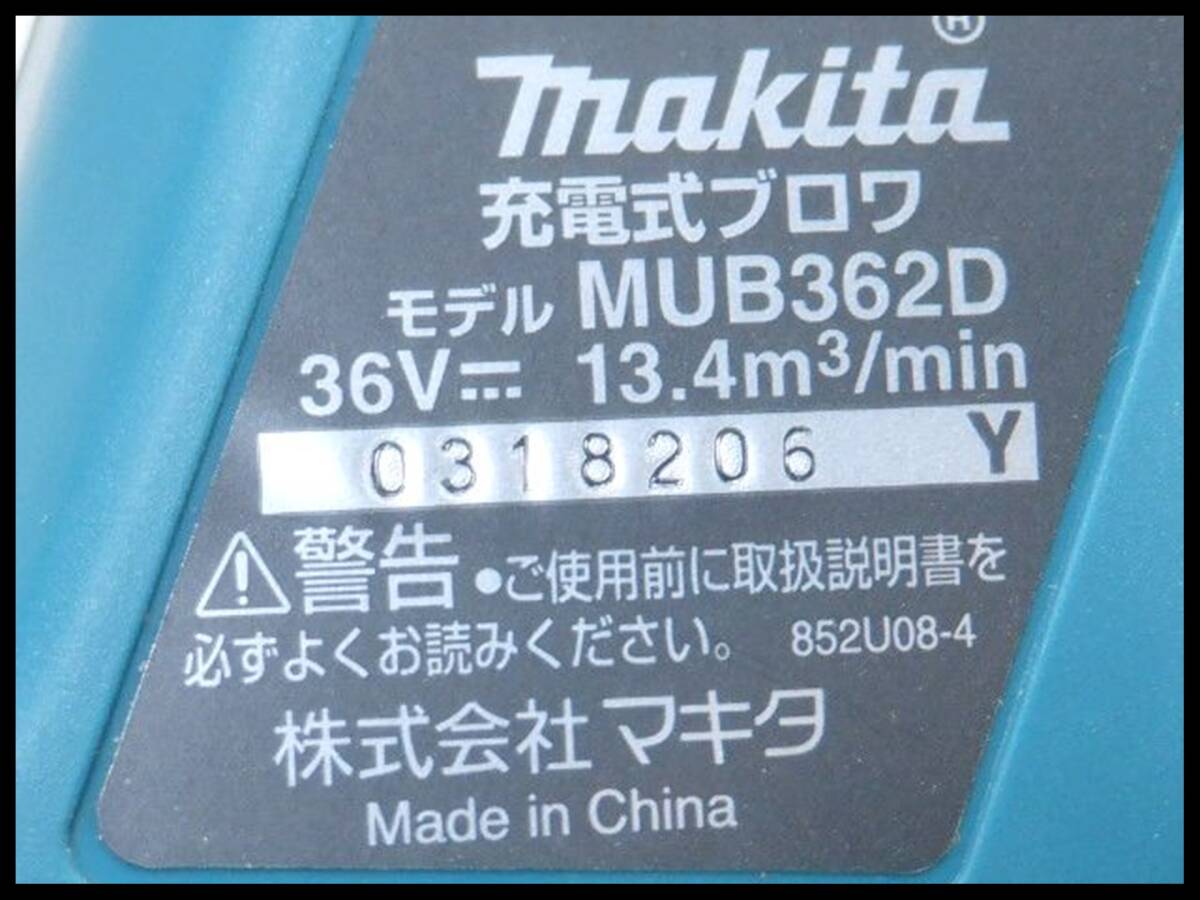 makita®
充電式ブロワ
モデル MUB362D
36V⎓ 13.4m³/min
0318206 Y
⚠警告 ●ご使用前に取扱説明書を
必ずよくお読みください。 852U08-4
株式会社マキタ
Made in China